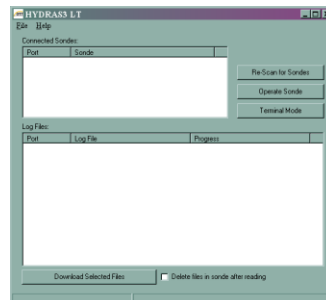 HYDRAS3 LT
File Help
Connected Sondes:
Port Sonde
Re-Scan for Sondes
Operate Sonde
Terminal Mode
Log Files:
Port Log File Progress
Download Selected Files Delete files in sonde after reading